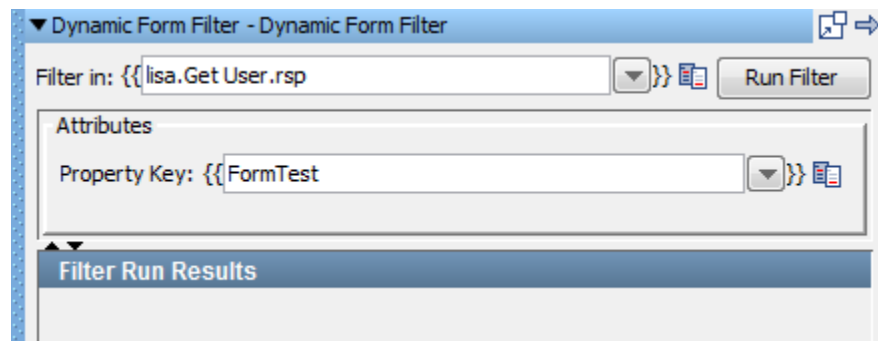 Dynamic Form Filter - Dynamic Form Filter
Filter in: {{lisa.Get User.rsp}} Run Filter
Attributes
Property Key: {{FormTest}}
Filter Run Results